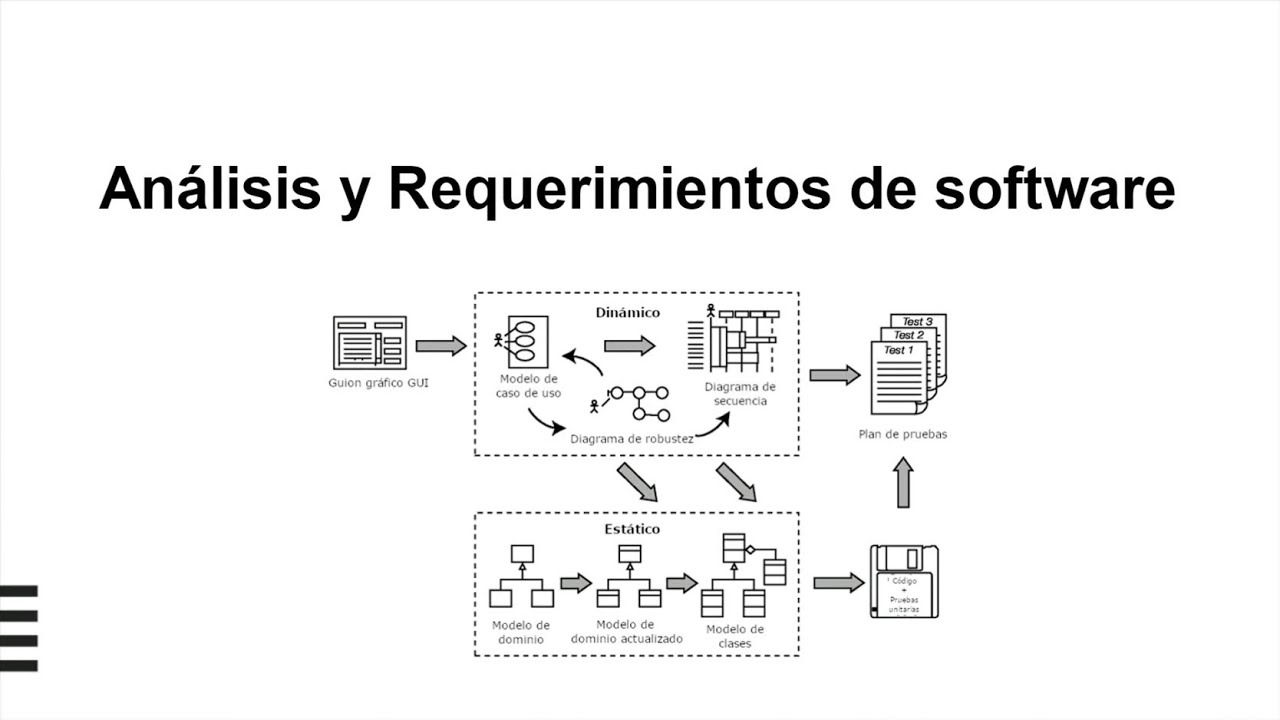 Análisis y Requerimientos de software
Dinámico
Guion gráfico GUI
Modelo de
caso de uso
Diagrama de robustez
Diagrama de
secuencia
Test 3
Test 2
Test 1
Plan de pruebas
Estático
Modelo de
dominio
Modelo de
dominio actualizado
Modelo de
clases
Código
+
Pruebas
unitarias